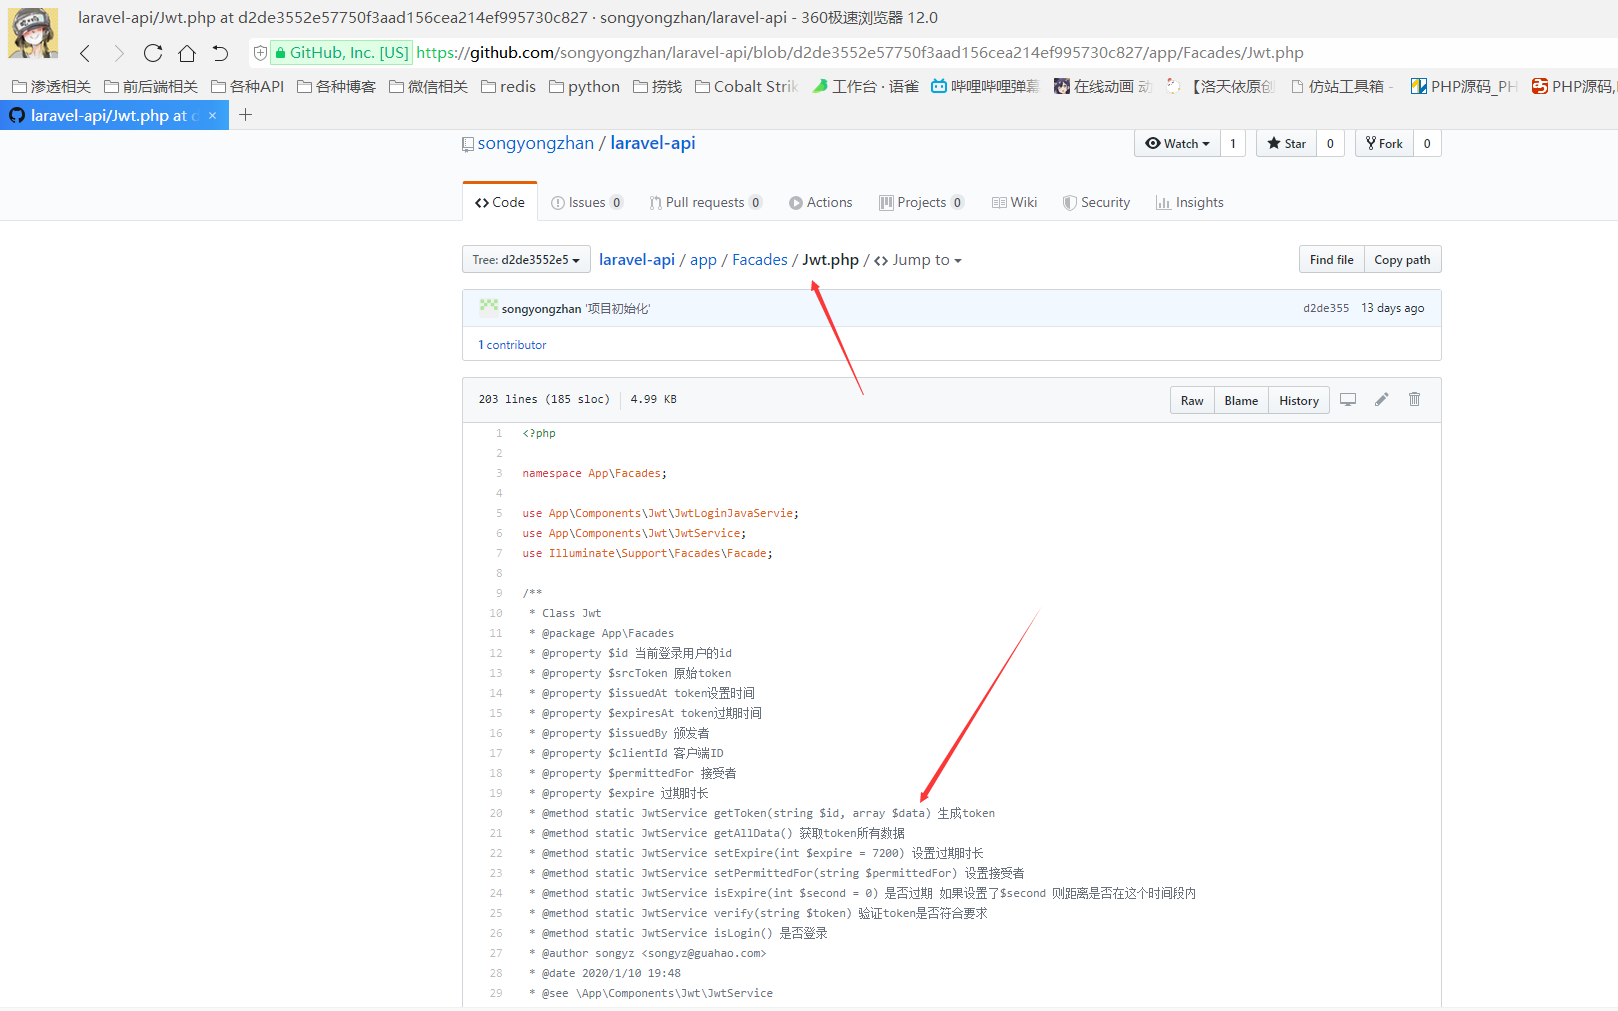 laravel-api/Jwt.php at d2de3552e57750f3aad156cea214ef995730c827 · songyongzhan/laravel-api - 360极速浏览器 12.0
GitHub, Inc. [US] https://github.com/songyongzhan/laravel-api/blob/d2de3552e57750f3aad156cea214ef995730c827/app/Facades/Jwt.php
渗透相关 前后端相关 各种API 各种博客 微信相关 redis python 捞钱 Cobalt Strik 工作台 · 语雀 哔哩哔哩弹幕 在线动画 动 【洛天依原创 仿站工具箱 - PHP源码_PH PHP源码,
laravel-api/Jwt.php at d ×
songyongzhan / laravel-api
Watch 1 Star 0 Fork 0
Code Issues 0 Pull requests 0 Actions Projects 0 Wiki Security Insights
Tree: d2de3552e5 laravel-api / app / Facades / Jwt.php / <> Jump to Find file Copy path
songyongzhan '项目初始化' d2de355 13 days ago
1 contributor
203 lines (185 sloc) 4.99 KB Raw Blame History
1 <?php
2
3 namespace App\Facades;
4
5 use App\Components\Jwt\JwtLoginJavaServie;
6 use App\Components\Jwt\JwtService;
7 use Illuminate\Support\Facades\Facade;
8
9 /**
10 * Class Jwt
11 * @package App\Facades
12 * @property $id 当前登录用户的id
13 * @property $srcToken 原始token
14 * @property $issuedAt token设置时间
15 * @property $expiresAt token过期时间
16 * @property $issuedBy 颁发者
17 * @property $clientId 客户端ID
18 * @property $permittedFor 接受者
19 * @property $expire 过期时长
20 * @method static JwtService getToken(string $id, array $data) 生成token
21 * @method static JwtService getAllData() 获取token所有数据
22 * @method static JwtService setExpire(int $expire = 7200) 设置过期时长
23 * @method static JwtService setPermittedFor(string $permittedFor) 设置接受者
24 * @method static JwtService isExpire(int $second = 0) 是否过期 如果设置了$second 则距离是否在这个时间段内
25 * @method static JwtService verify(string $token) 验证token是否符合要求
26 * @method static JwtService isLogin() 是否登录
27 * @author songyz <songyz@guahao.com>
28 * @date 2020/1/10 19:48
29 * @see \App\Components\Jwt\JwtService